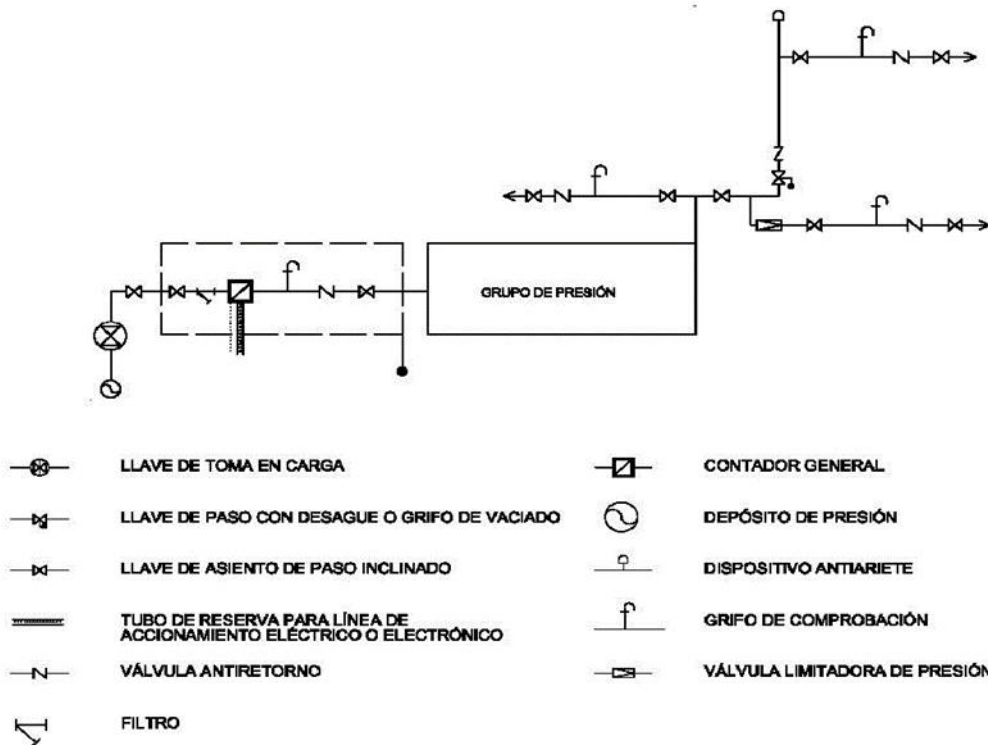 GRUPO DE PRESIÓN
LLAVE DE TOMA EN CARGA
LLAVE DE PASO CON DESAGUE O GRIFO DE VACIADO
LLAVE DE ASIENTO DE PASO INCLINADO
TUBO DE RESERVA PARA LÍNEA DE
ACCIONAMIENTO ELÉCTRICO O ELECTRÓNICO
VÁLVULA ANTIRETORNO
FILTRO
CONTADOR GENERAL
DEPÓSITO DE PRESIÓN
DISPOSITIVO ANTIARIETE
GRIFO DE COMPROBACIÓN
VÁLVULA LIMITADORA DE PRESIÓN